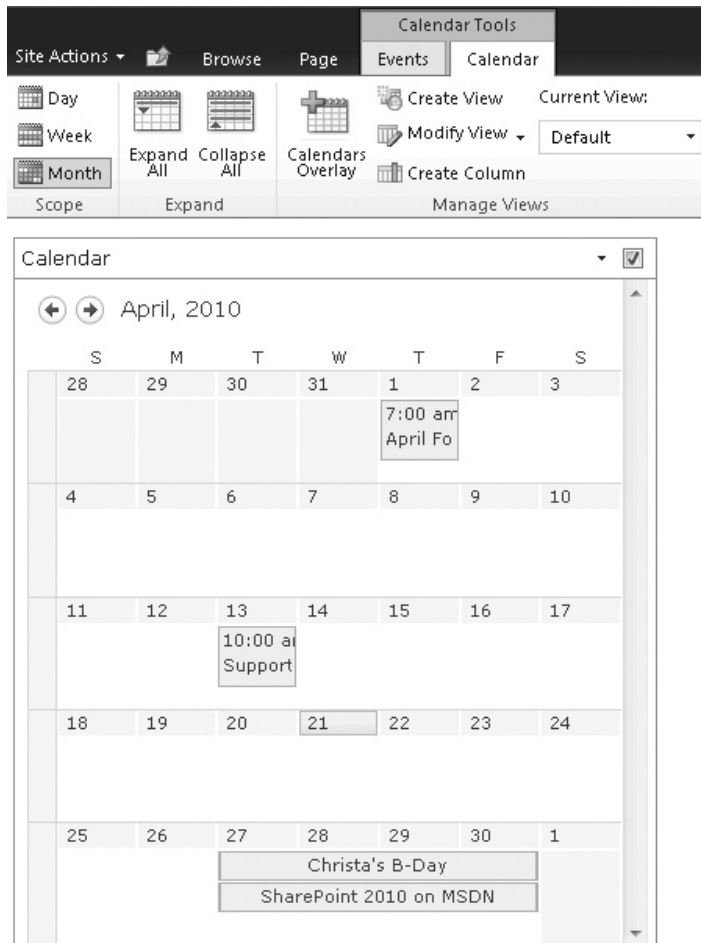 Calendar Tools
Site Actions Browse Page Events Calendar
Day
Week
Month
Scope
Expand All
Collapse All
Expand
Calendars Overlay
Create View
Modify View
Create Column
Current View:
Default
Manage Views
Calendar
April, 2010
S M T W T F S
28 29 30 31 1 2 3
7:00 am
April Fo
4 5 6 7 8 9 10
11 12 13 14 15 16 17
10:00 a
Support
18 19 20 21 22 23 24
25 26 27 28 29 30 1
Christa's B-Day
SharePoint 2010 on MSDN